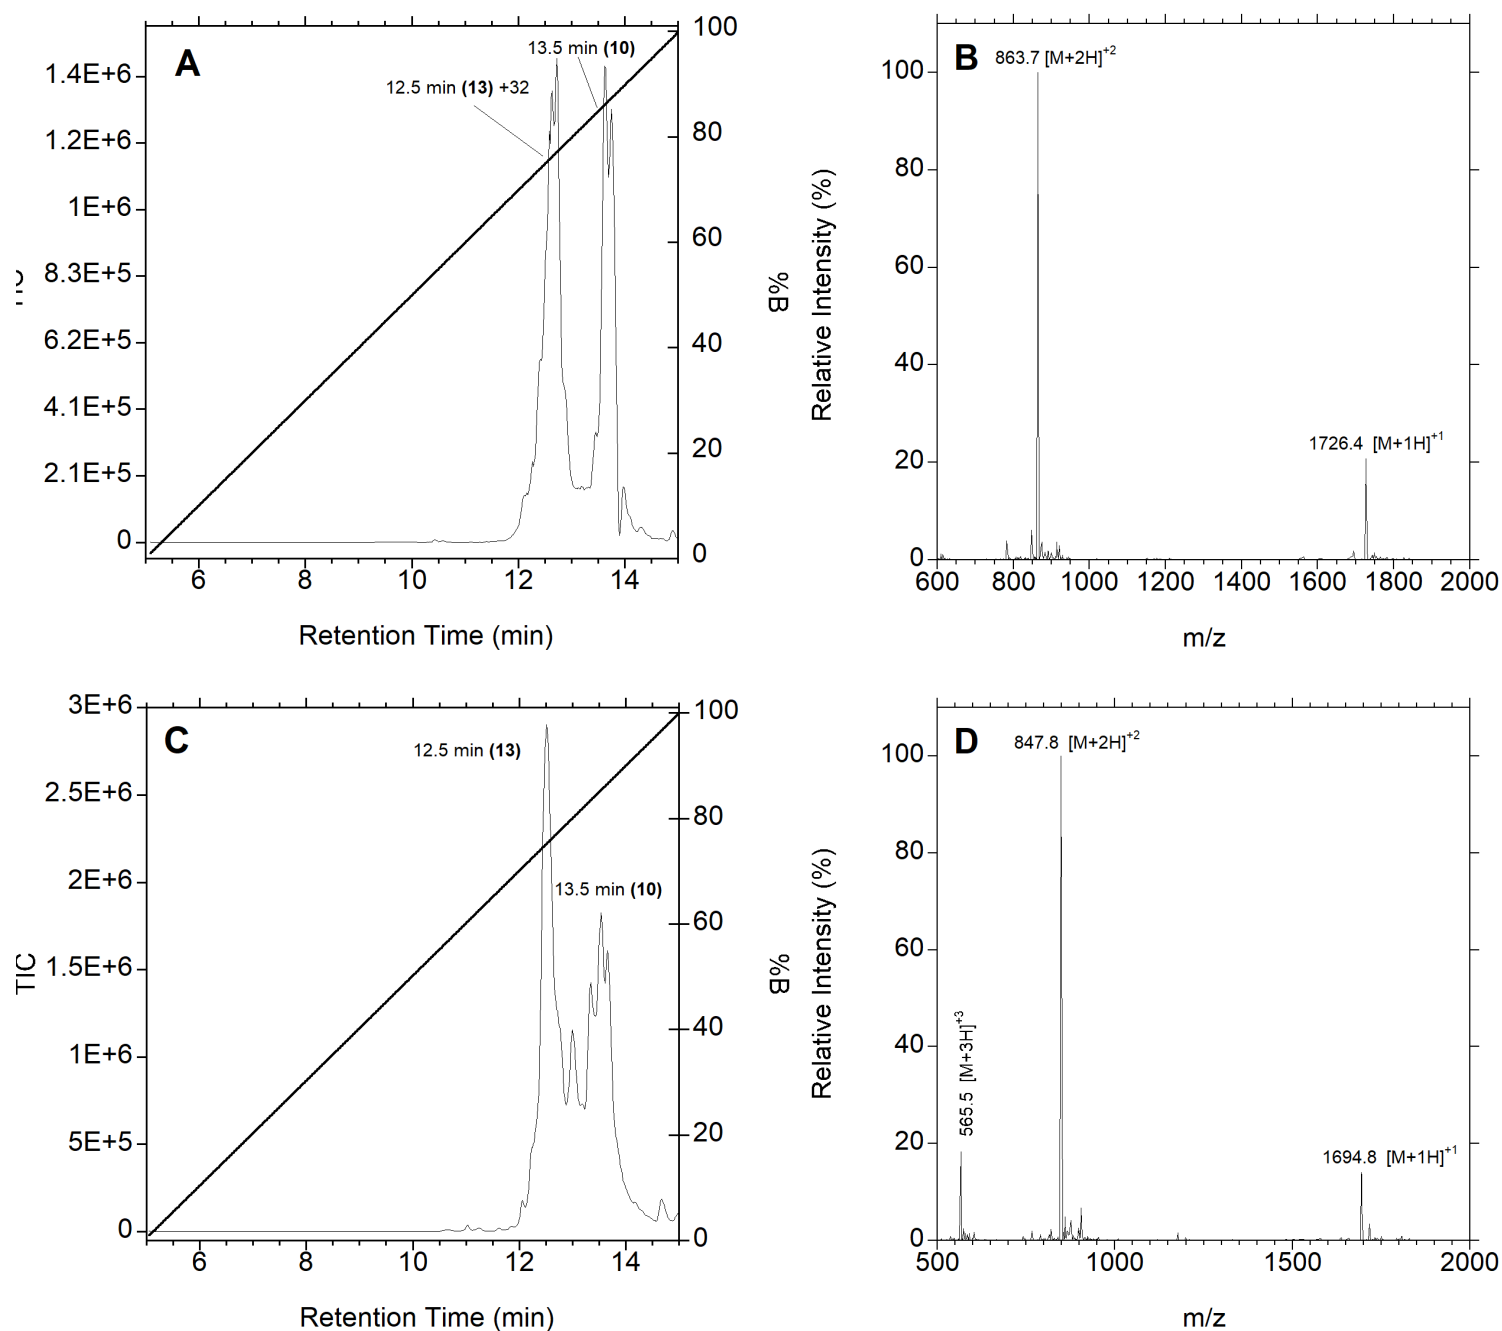 A
13.5 min (10)
12.5 min (13) +32
1.4E+6
1.2E+6
1E+6
8.3E+5
6.2E+5
4.1E+5
2.1E+5
0
100
80
60
40
20
0
%B
6 8 10 12 14
Retention Time (min)
B
863.7 [M+2H]+2
1726.4 [M+1H]+1
Relative Intensity (%)
100
80
60
40
20
0
600 800 1000 1200 1400 1600 1800 2000
m/z
C
12.5 min (13)
13.5 min (10)
TIC
3E+6
2.5E+6
2E+6
1.5E+6
1E+6
5E+5
0
100
80
60
40
20
0
%B
6 8 10 12 14
Retention Time (min)
D
847.8 [M+2H]+2
565.5 [M+3H]+3
1694.8 [M+1H]+1
Relative Intensity (%)
100
80
60
40
20
0
500 1000 1500 2000
m/z